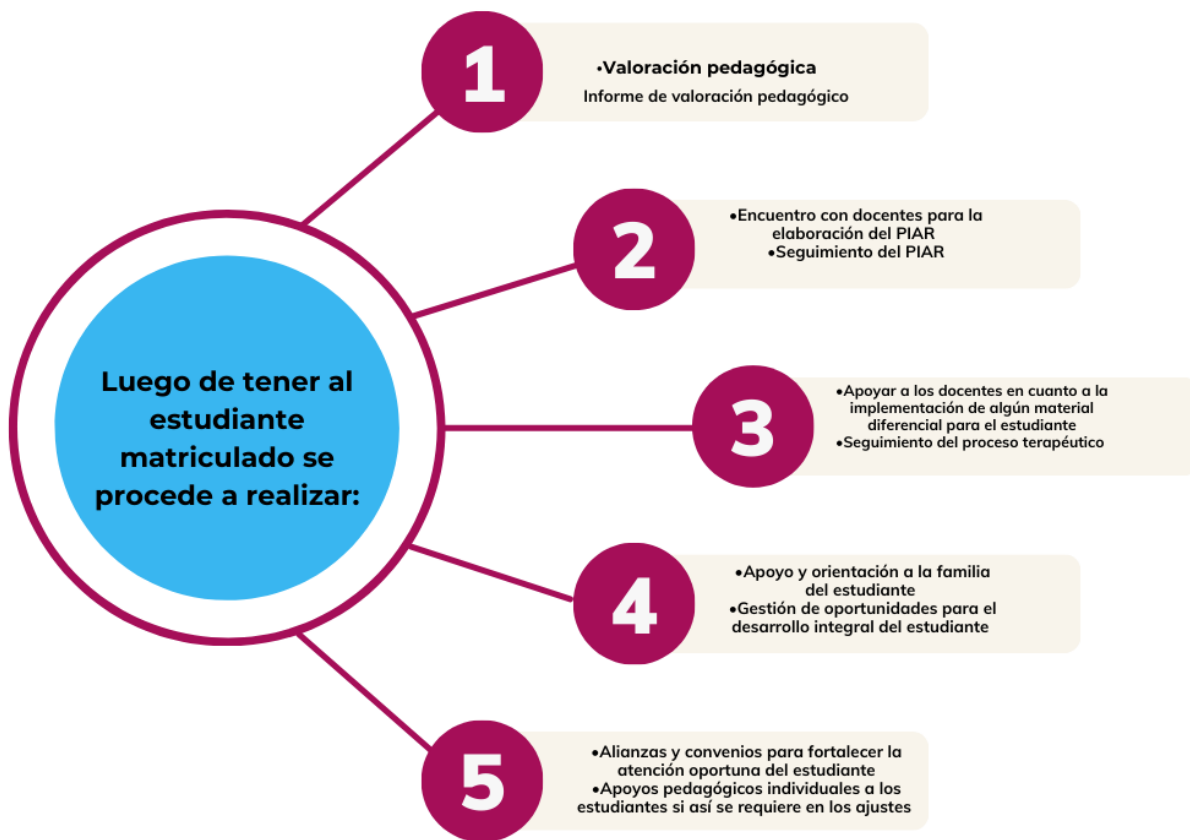 Luego de tener al
estudiante
matriculado se
procede a realizar:
1
•Valoración pedagógica
Informe de valoración pedagógico
2
•Encuentro con docentes para la
elaboración del PIAR
•Seguimiento del PIAR
3
•Apoyar a los docentes en cuanto a la
implementación de algún material
diferencial para el estudiante
•Seguimiento del proceso terapéutico
4
•Apoyo y orientación a la familia
del estudiante
•Gestión de oportunidades para el
desarrollo integral del estudiante
5
•Alianzas y convenios para fortalecer la
atención oportuna del estudiante
•Apoyos pedagógicos individuales a los
estudiantes si así se requiere en los ajustes